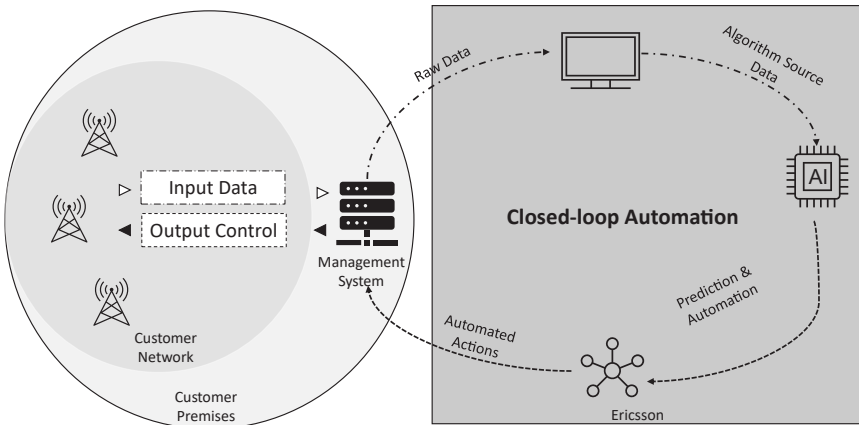 Raw Data
Algorithm Source
Data
AI
Input Data
Output Control
Management
System
Closed-loop Automation
Prediction &
Automation
Automated
Actions
Ericsson
Customer
Network
Customer
Premises